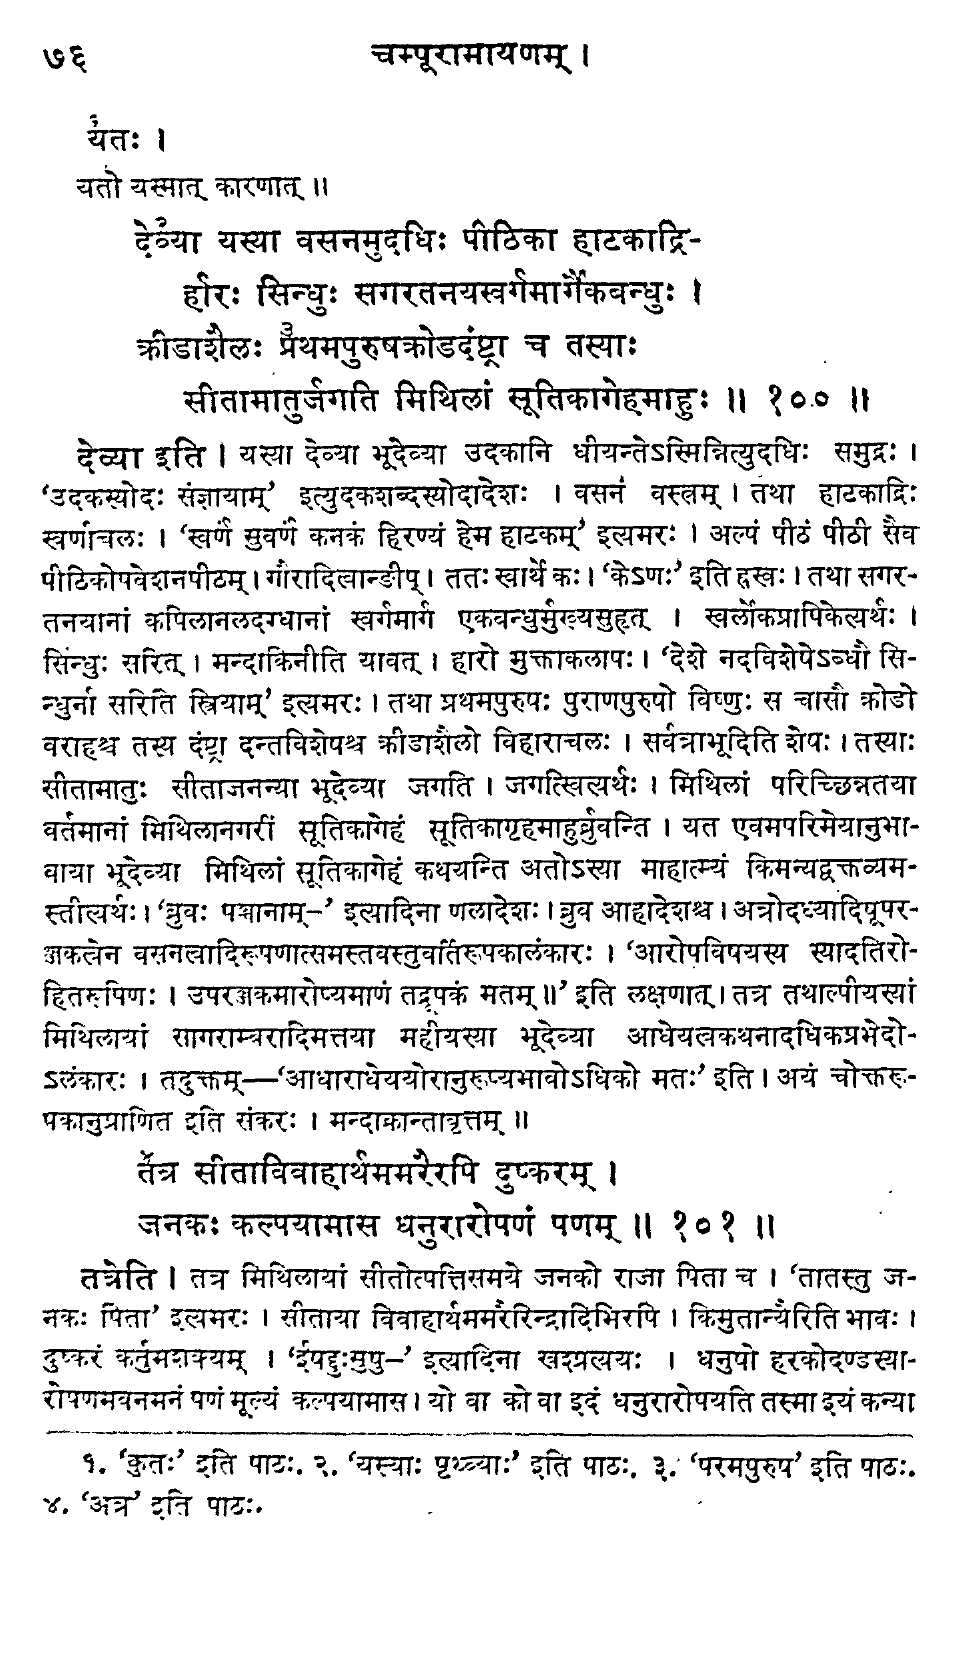 ७६ चम्पूरामायणम् ।
यतः१ ।
यतो यस्मात् कारणात् ॥
देव्या२ यस्या वसनमुदधिः पीठिका हाटकाद्रि-
र्हारः सिन्धुः सगरतनयस्वर्गमार्गैकबन्धुः ।
क्रीडाशैलः प्र३थमपुरुषक्रोडदंष्ट्रा च तस्याः
सीतामातुर्जगति मिथिलां सूतिकागेहमाहुः ॥ १०० ॥
देव्या इति । यस्या देव्या भूदेव्या उदकानि धीयन्तेऽस्मिन्नित्युदधिः समुद्रः ।
‘उदकस्योदः संज्ञायाम्’ इत्युदकशब्दस्योदादेशः । वसनं वस्त्रम् । तथा हाटकाद्रिः
स्वर्णाचलः । ‘स्वर्णं सुवर्णं कनकं हिरण्यं हेम हाटकम्’ इत्यमरः । अल्पं पीठं पीठी सैव
पीठिकोपवेशनपीठम् । गौरादित्वान्ङीप् । ततः स्वार्थे कः । ‘केऽणः’ इति ह्रस्वः । तथा सगर-
तनयानां कपिलानलदग्धानां स्वर्गमार्ग एकबन्धुर्मुख्यसुहृत् । स्वर्लोकप्रापिकेत्यर्थः ।
सिन्धुः सरित् । मन्दाकिनीति यावत् । हारो मुक्ताकलापः । ‘देशे नदविशेषेऽब्धौ सि-
न्धुर्ना सरिति स्त्रियाम्’ इत्यमरः । तथा प्रथमपुरुषः पुराणपुरुषो विष्णुः स चासौ क्रोडो
वराहश्च तस्य दंष्ट्रा दन्तविशेषश्च क्रीडाशैलो विहाराचलः । सर्वत्राभूदिति शेषः । तस्याः
सीतामातुः सीताजनन्या भूदेव्या जगति । जगत्स्वित्यर्थः । मिथिलां परिच्छिन्नतया
वर्तमानां मिथिलानगरीं सूतिकागेहं सूतिकागृहमाहुर्ब्रुवन्ति । यत एवमपरिमेयानुभा-
वाया भूदेव्या मिथिलां सूतिकागेहं कथयन्ति अतोऽस्या माहात्म्यं किमन्यद्वक्तव्यम-
स्तीत्यर्थः । ‘ब्रुवः पञ्चानाम्–’ इत्यादिना णलादेशः । ब्रुव आहादेशश्च । अत्रोदध्यादिपूपर-
ञ्जकत्वेन वसनत्वादिरूपणात्समस्तवस्तुवर्तिरूपकालंकारः । ‘आरोपविषयस्य स्यादतिरो-
हितरूपिणः । उपरञ्जकमारोप्यमाणं तद्रूपकं मतम् ॥’ इति लक्षणात् । तत्र तथाल्पीयस्यां
मिथिलायां सागराम्बरादिमत्तया महीयस्या भूदेव्या आधेयत्वकथनादधिकप्रभेदो-
ऽलंकारः । तदुक्तम्—‘आधाराधेययोरानुरूप्यभावोऽधिको मतः’ इति । अयं चोक्तरू-
पकानुप्राणित इति संकरः । मन्दाक्रान्तावृत्तम् ॥
त४त्र सीताविवाहार्थममरैरपि दुष्करम् ।
जनकः कल्पयामास धनुरारोपणं पणम् ॥ १०१ ॥
तत्रेति । तत्र मिथिलायां सीतोत्पत्तिसमये जनको राजा पिता च । ‘तातस्तु ज-
नकः पिता’ इत्यमरः । सीताया विवाहार्थममरैरिन्द्रादिभिरपि । किमुतान्यैरिति भावः ।
दुष्करं कर्तुमशक्यम् । ‘ईषद्दुःसुषु–’ इत्यादिना खल्प्रत्ययः । धनुषो हरकोदण्डस्या-
रोपणमवनमनं पणं मूल्यं कल्पयामास । यो वा को वा इदं धनुरारोपयति तस्मा इयं कन्या
१. ‘कुतः’ इति पाठः. २. ‘यस्याः पृथ्व्याः’ इति पाठः. ३. ‘परमपुरुष’ इति पाठः.
४. ‘अत्र’ इति पाठः.